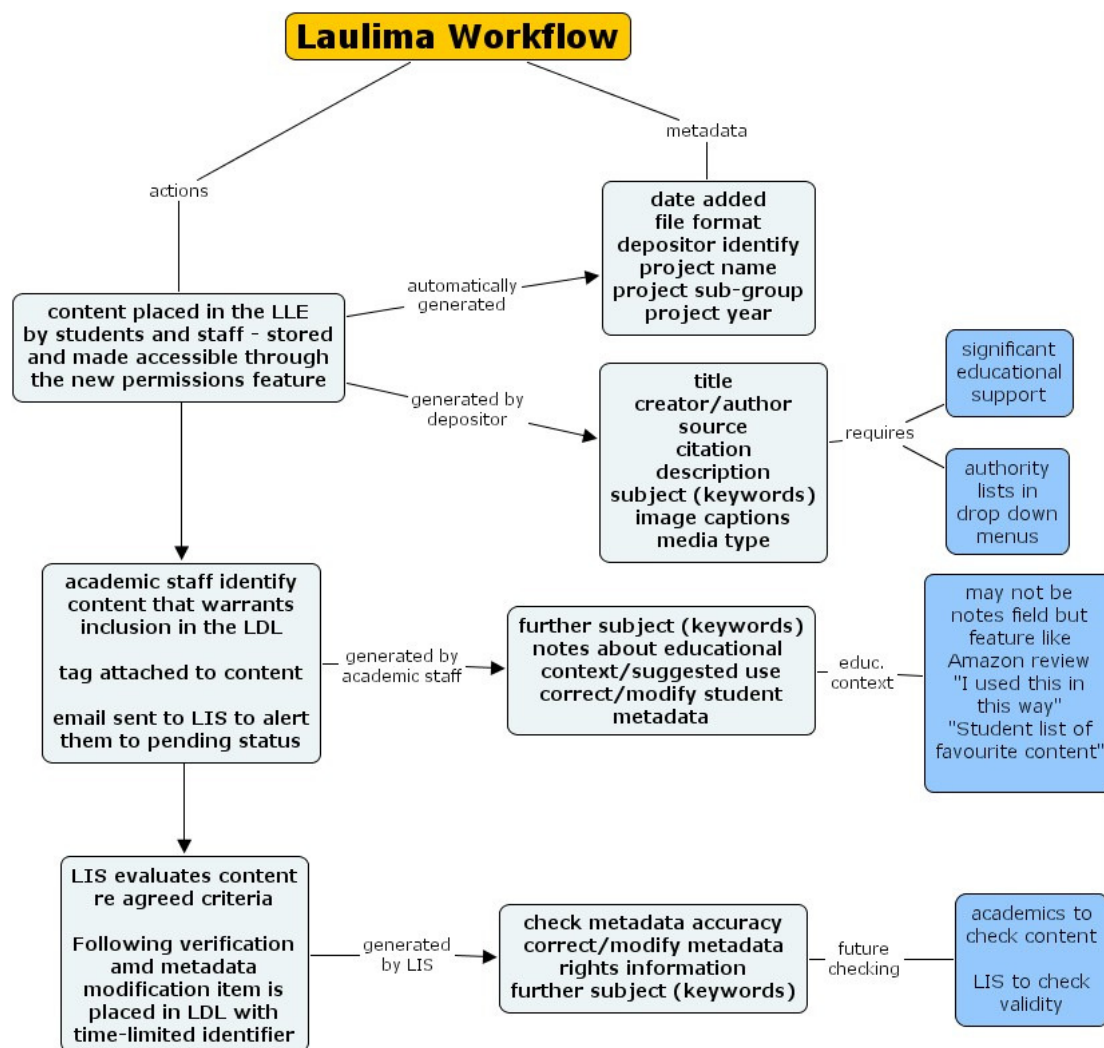 Laulima Workflow
metadata
actions
date added
file format
depositor identify
project name
project sub-group
project year
automatically
generated
content placed in the LLE
by students and staff - stored
and made accessible through
the new permissions feature
generated by
depositor
title
creator/author
source
citation
description
subject (keywords)
image captions
media type
requires
significant
educational
support
authority
lists in
drop down
menus
academic staff identify
content that warrants
inclusion in the LDL
tag attached to content
email sent to LIS to alert
them to pending status
generated by
academic staff
further subject (keywords)
notes about educational
context/suggested use
correct/modify student
metadata
educ.
context
may not be
notes field but
feature like
Amazon review
"I used this in
this way"
"Student list of
favourite content"
LIS evaluates content
re agreed criteria
Following verification
amd metadata
modification item is
placed in LDL with
time-limited identifier
generated
by LIS
check metadata accuracy
correct/modify metadata
rights information
further subject (keywords)
future
checking
academics to
check content
LIS to check
validity